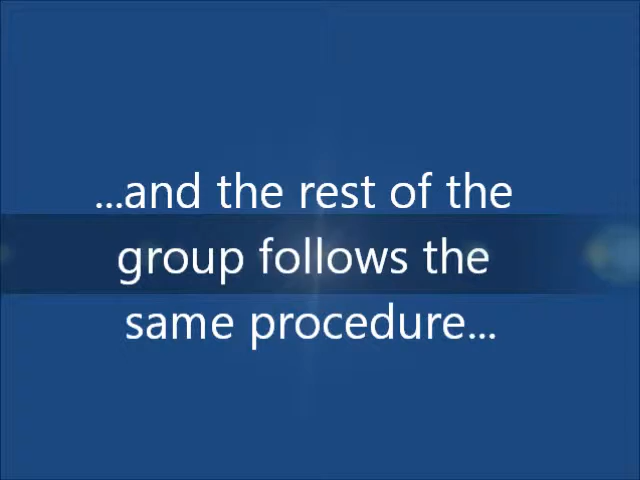 ...and the rest of the
group follows the
same procedure...